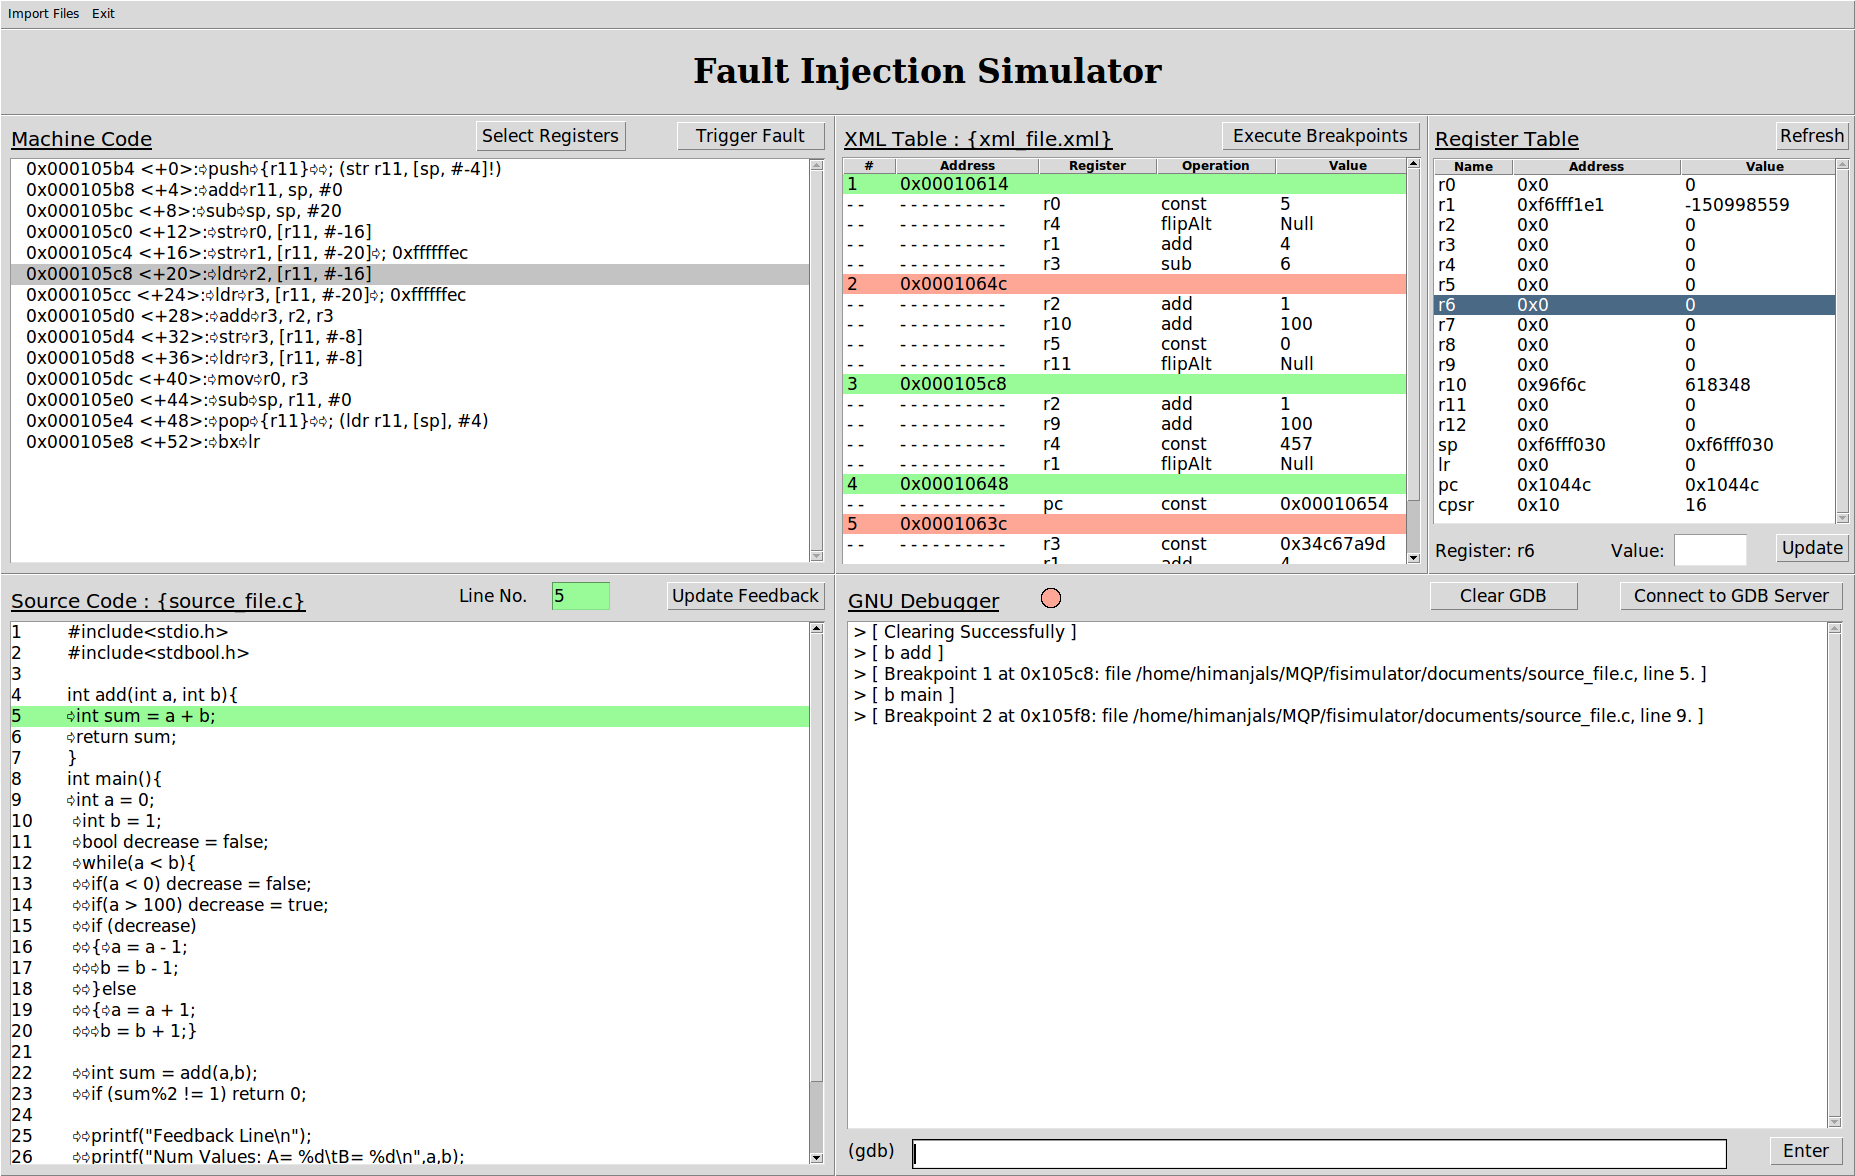 Import Files Exit
Fault Injection Simulator
Machine Code Select Registers Trigger Fault
0x000105b4 <+0>:➩push➩{r11}➩➩; (str r11, [sp, #-4]!)
0x000105b8 <+4>:➩add➩r11, sp, #0
0x000105bc <+8>:➩sub➩sp, sp, #20
0x000105c0 <+12>:➩str➩r0, [r11, #-16]
0x000105c4 <+16>:➩str➩r1, [r11, #-20]➩; 0xffffffec
0x000105c8 <+20>:➩ldr➩r2, [r11, #-16]
0x000105cc <+24>:➩ldr➩r3, [r11, #-20]➩; 0xffffffec
0x000105d0 <+28>:➩add➩r3, r2, r3
0x000105d4 <+32>:➩str➩r3, [r11, #-8]
0x000105d8 <+36>:➩ldr➩r3, [r11, #-8]
0x000105dc <+40>:➩mov➩r0, r3
0x000105e0 <+44>:➩sub➩sp, r11, #0
0x000105e4 <+48>:➩pop➩{r11}➩➩; (ldr r11, [sp], #4)
0x000105e8 <+52>:➩bx➩lr
XML Table : {xml_file.xml} Execute Breakpoints
# Address Register Operation Value
1 0x00010614
-- ---------- r0 const 5
-- ---------- r4 flipAlt Null
-- ---------- r1 add 4
-- ---------- r3 sub 6
2 0x0001064c
-- ---------- r2 add 1
-- ---------- r10 add 100
-- ---------- r5 const 0
-- ---------- r11 flipAlt Null
3 0x000105c8
-- ---------- r2 add 1
-- ---------- r9 add 100
-- ---------- r4 const 457
-- ---------- r1 flipAlt Null
4 0x00010648
-- ---------- pc const 0x00010654
5 0x0001063c
-- ---------- r3 const 0x34c67a9d
-- ---------- r1 add 4
Register Table Refresh
Name Address Value
r0 0x0 0
r1 0xf6fff1e1 -150998559
r2 0x0 0
r3 0x0 0
r4 0x0 0
r5 0x0 0
r6 0x0 0
r7 0x0 0
r8 0x0 0
r9 0x0 0
r10 0x96f6c 618348
r11 0x0 0
r12 0x0 0
sp 0xf6fff030 0xf6fff030
lr 0x0 0
pc 0x1044c 0x1044c
cpsr 0x10 16
Register: r6 Value: Update
Source Code : {source_file.c} Line No. 5 Update Feedback
1 #include<stdio.h>
2 #include<stdbool.h>
3
4 int add(int a, int b){
5 ➩int sum = a + b;
6 ➩return sum;
7 }
8 int main(){
9 ➩int a = 0;
10 ➩int b = 1;
11 ➩bool decrease = false;
12 ➩while(a < b){
13 ➩➩if(a < 0) decrease = false;
14 ➩➩if(a > 100) decrease = true;
15 ➩➩if (decrease)
16 ➩➩{➩a = a - 1;
17 ➩➩➩b = b - 1;
18 ➩➩}else
19 ➩➩{➩a = a + 1;
20 ➩➩➩b = b + 1;}
21
22 ➩➩int sum = add(a,b);
23 ➩➩if (sum%2 != 1) return 0;
24
25 ➩➩printf("Feedback Line\n");
26 ➩➩printf("Num Values: A= %d\tB= %d\n",a,b);
GNU Debugger Clear GDB Connect to GDB Server
> [ Clearing Successfully ]
> [ b add ]
> [ Breakpoint 1 at 0x105c8: file /home/himanjals/MQP/fisimulator/documents/source_file.c, line 5. ]
> [ b main ]
> [ Breakpoint 2 at 0x105f8: file /home/himanjals/MQP/fisimulator/documents/source_file.c, line 9. ]
(gdb) Enter